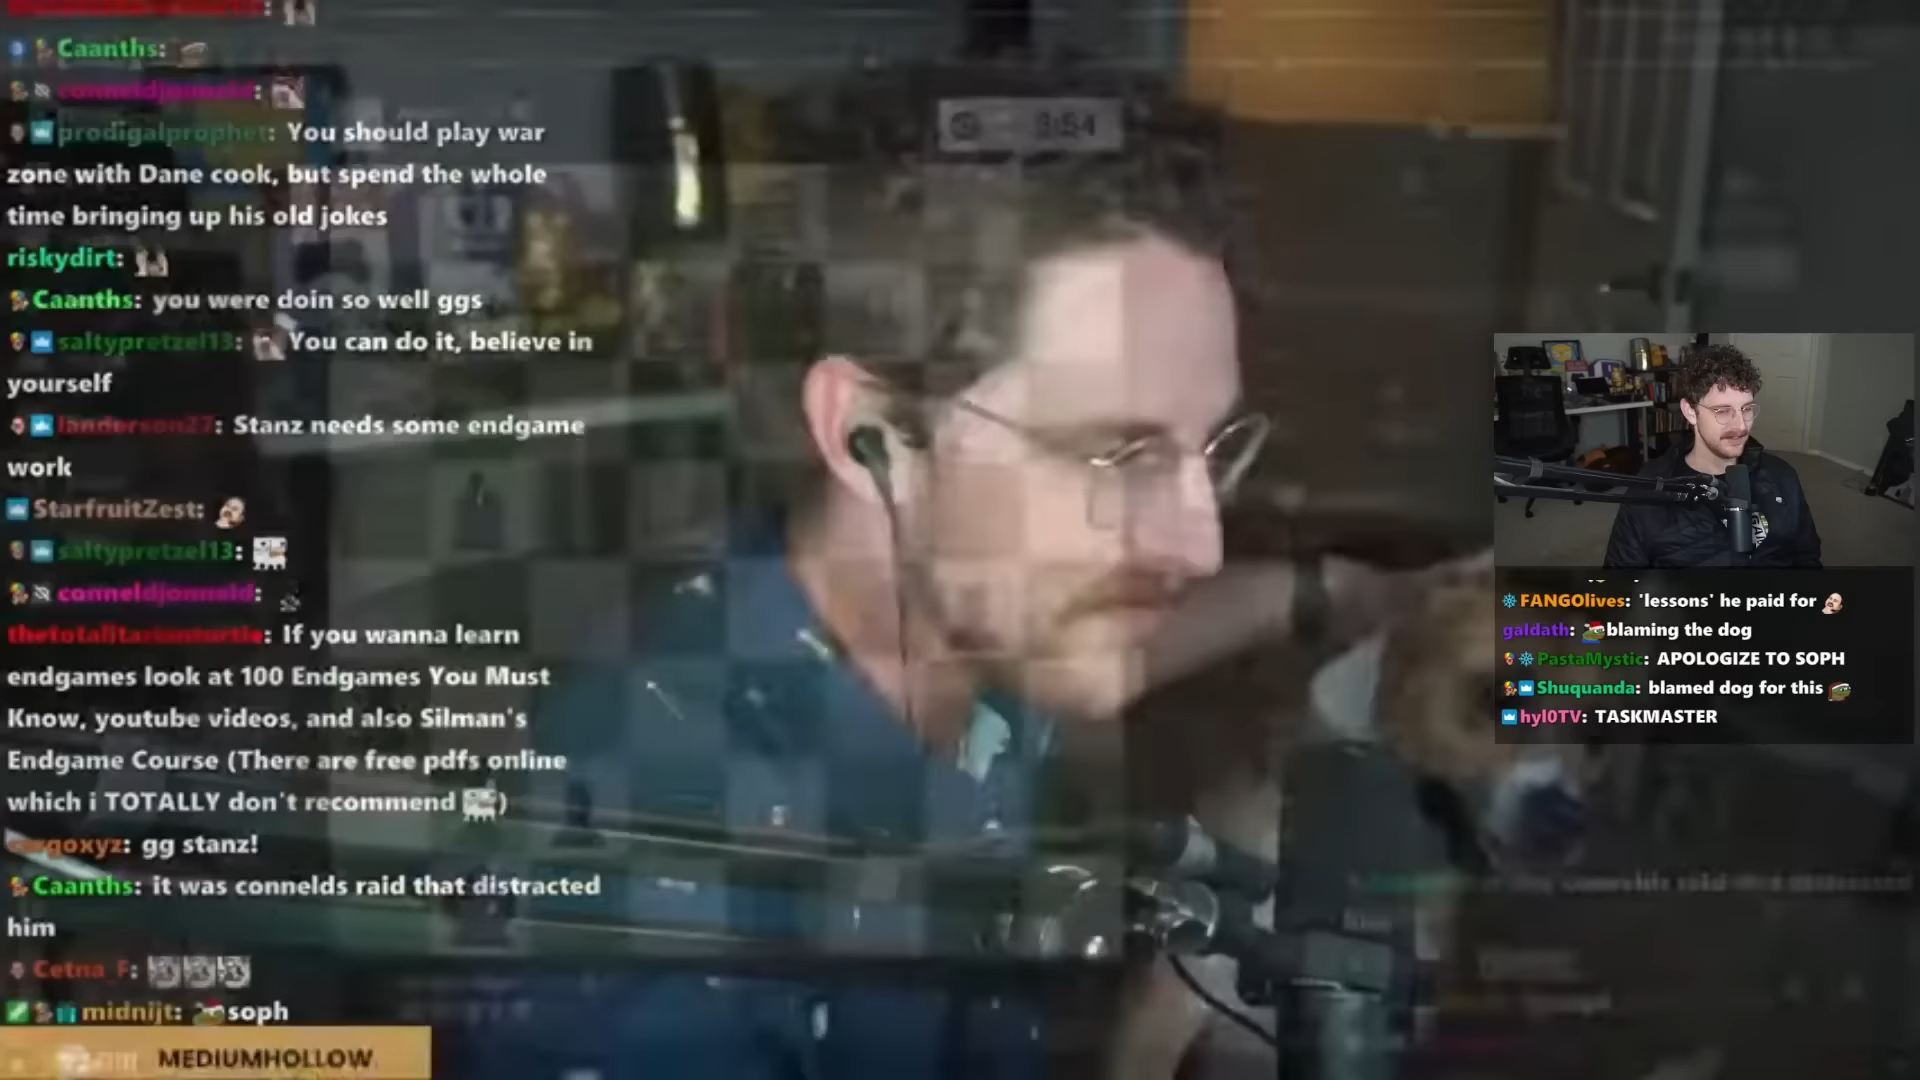 Caanths:
conneldjonneld:
prodigalprophet: You should play war
zone with Dane cook, but spend the whole
time bringing up his old jokes
riskydirt:
Caanths: you were doin so well ggs
saltypretzel13: You can do it, believe in
yourself
landerson27: Stanz needs some endgame
work
StarfruitZest:
saltypretzel13:
conneldjonneld:
thetotalitarianturtle: If you wanna learn
endgames look at 100 Endgames You Must
Know, youtube videos, and also Silman's
Endgame Course (There are free pdfs online
which i TOTALLY don't recommend )
gg stanz!
Caanths: it was connelds raid that distracted
him
Cetna_F:
midnijt: soph
MEDIUMHOLLOW
FANGOlives: 'lessons' he paid for
galdath: blaming the dog
PastaMystic: APOLOGIZE TO SOPH
Shuquanda: blamed dog for this
hyl0TV: TASKMASTER